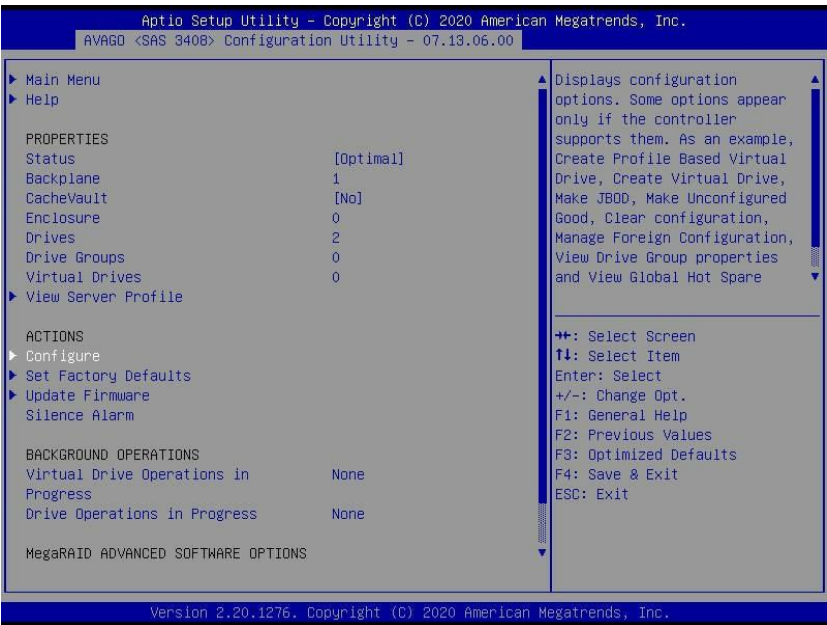 Aptio Setup Utility – Copyright (C) 2020 American Megatrends, Inc.
AVAGO <SAS 3408> Configuration Utility – 07.13.06.00
Main Menu
Help
PROPERTIES
Status [Optimal]
Backplane 1
CacheVault [No]
Enclosure 0
Drives 2
Drive Groups 0
Virtual Drives 0
View Server Profile
ACTIONS
Configure
Set Factory Defaults
Update Firmware
Silence Alarm
BACKGROUND OPERATIONS
Virtual Drive Operations in None
Progress
Drive Operations in Progress None
MegaRAID ADVANCED SOFTWARE OPTIONS
Displays configuration
options. Some options appear
only if the controller
supports them. As an example,
Create Profile Based Virtual
Drive, Create Virtual Drive,
Make JBOD, Make Unconfigured
Good, Clear configuration,
Manage Foreign Configuration,
View Drive Group properties
and View Global Hot Spare
→←: Select Screen
↑↓: Select Item
Enter: Select
+/-: Change Opt.
F1: General Help
F2: Previous Values
F3: Optimized Defaults
F4: Save & Exit
ESC: Exit
Version 2.20.1276. Copyright (C) 2020 American Megatrends, Inc.